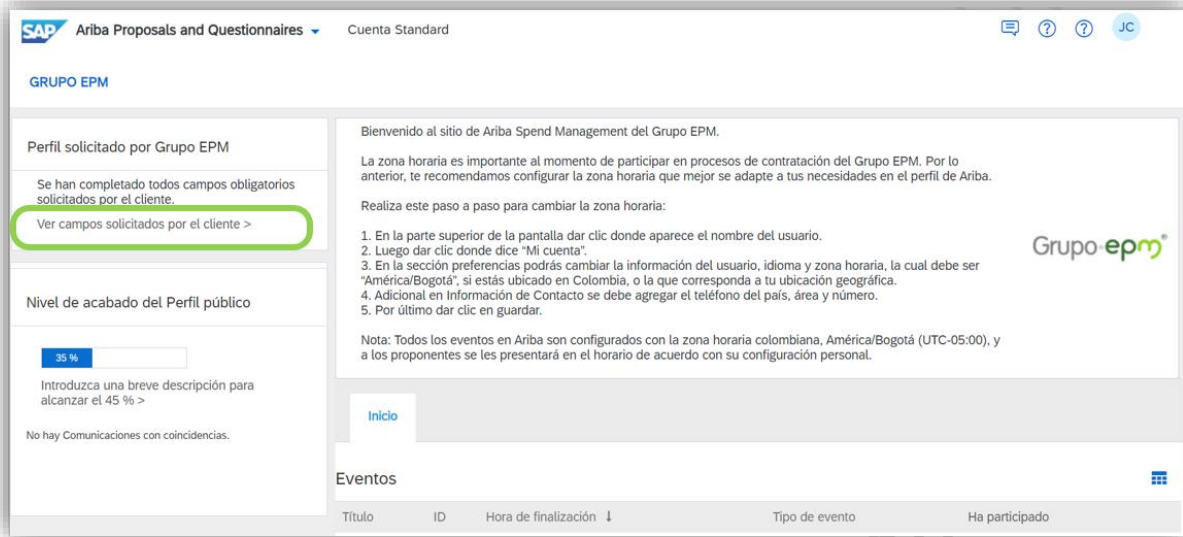 SAP Ariba Proposals and Questionnaires Cuenta Standard JC
GRUPO EPM
Perfil solicitado por Grupo EPM
Se han completado todos campos obligatorios
solicitados por el cliente.
Ver campos solicitados por el cliente >
Nivel de acabado del Perfil público
35 %
Introduzca una breve descripción para
alcanzar el 45 % >
No hay Comunicaciones con coincidencias.
Bienvenido al sitio de Ariba Spend Management del Grupo EPM.
La zona horaria es importante al momento de participar en procesos de contratación del Grupo EPM. Por lo
anterior, te recomendamos configurar la zona horaria que mejor se adapte a tus necesidades en el perfil de Ariba.
Realiza este paso a paso para cambiar la zona horaria:
1. En la parte superior de la pantalla dar clic donde aparece el nombre del usuario.
2. Luego dar clic donde dice “Mi cuenta”.
3. En la sección preferencias podrás cambiar la información del usuario, idioma y zona horaria, la cual debe ser
“América/Bogotá”, si estás ubicado en Colombia, o la que corresponda a tu ubicación geográfica.
4. Adicional en Información de Contacto se debe agregar el teléfono del país, área y número.
5. Por último dar clic en guardar.
Nota: Todos los eventos en Ariba son configurados con la zona horaria colombiana, América/Bogotá (UTC-05:00), y
a los proponentes se les presentará en el horario de acuerdo con su configuración personal.
Grupo epm®
Inicio
Eventos
Título ID Hora de finalización ↓ Tipo de evento Ha participado